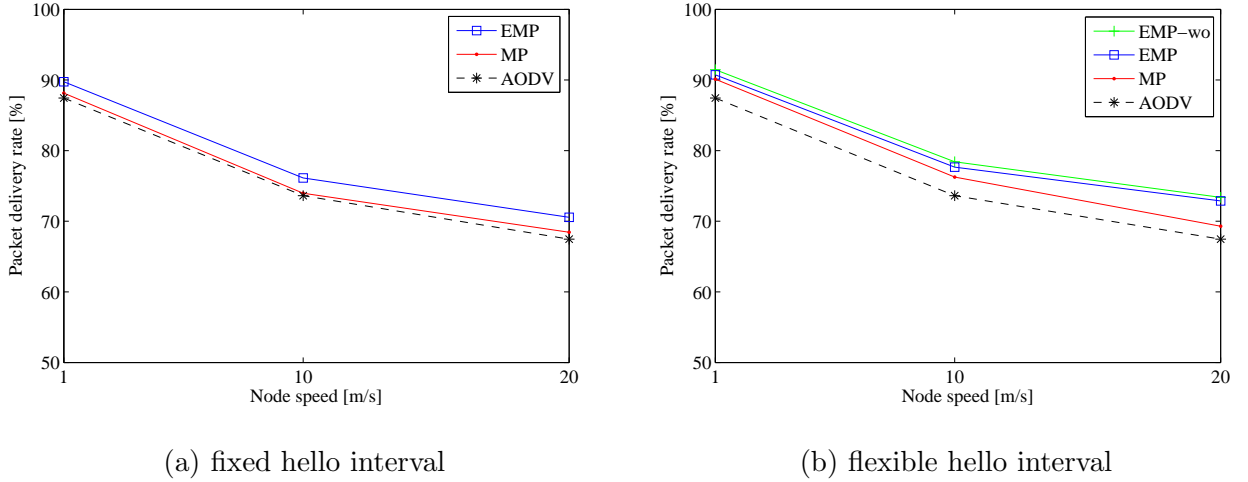 100
90
80
70
60
50
1
10
20
Node speed [m/s]
Packet delivery rate [%]
EMP
MP
AODV
(a) fixed hello interval
100
90
80
70
60
50
1
10
20
Node speed [m/s]
Packet delivery rate [%]
EMP−wo
EMP
MP
AODV
(b) flexible hello interval